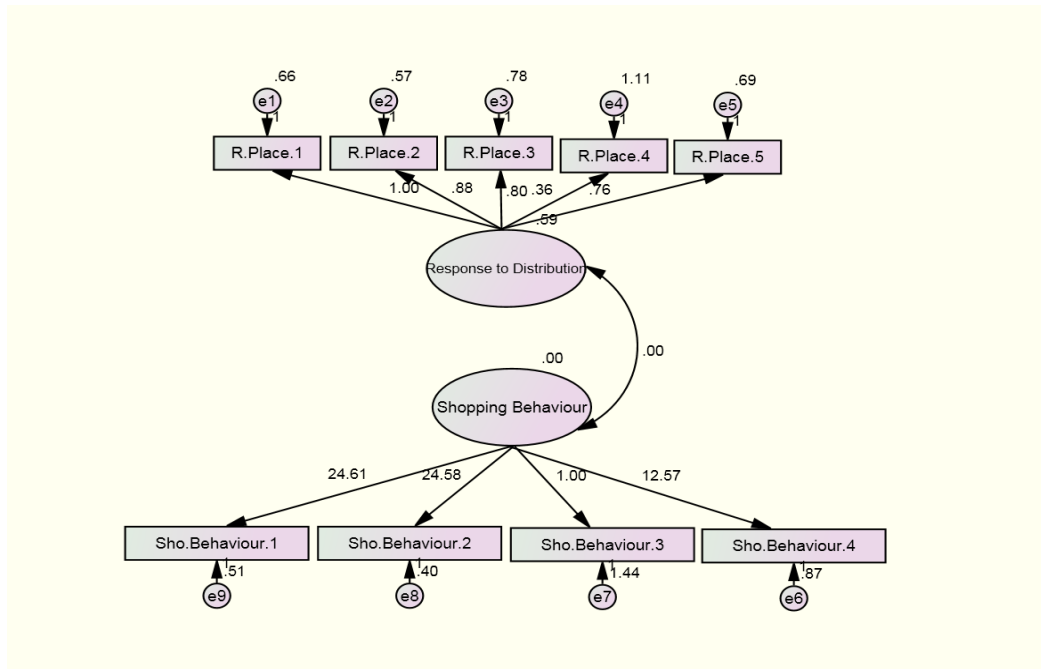 .66 .57 .78 1.11 .69
e1 e2 e3 e4 e5
1 1 1 1 1
R.Place.1 R.Place.2 R.Place.3 R.Place.4 R.Place.5
1.00 .88 .80 .36 .76
.59
Response to Distribution
.00
.00
Shopping Behaviour
24.61 24.58 1.00 12.57
Sho.Behaviour.1 Sho.Behaviour.2 Sho.Behaviour.3 Sho.Behaviour.4
1 .51 1 .40 1 1.44 1 .87
e9 e8 e7 e6